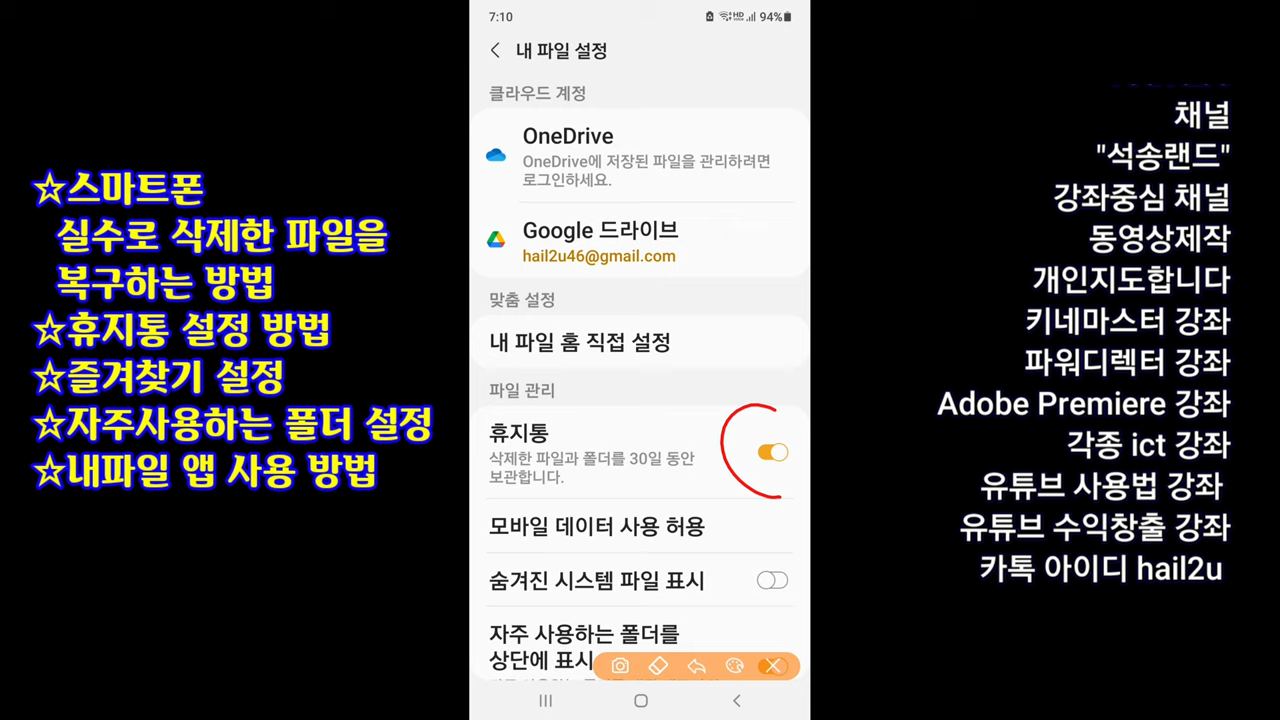 ☆스마트폰
실수로 삭제한 파일을
복구하는 방법
☆휴지통 설정 방법
☆즐겨찾기 설정
☆자주사용하는 폴더 설정
☆내파일 앱 사용 방법
7:10
94%
내 파일 설정
클라우드 계정
OneDrive
OneDrive에 저장된 파일을 관리하려면
로그인하세요.
Google 드라이브
hail2u46@gmail.com
맞춤 설정
내 파일 홈 직접 설정
파일 관리
휴지통
삭제한 파일과 폴더를 30일 동안
보관합니다.
모바일 데이터 사용 허용
숨겨진 시스템 파일 표시
자주 사용하는 폴더를
상단에 표시
채널
"석송랜드"
강좌중심 채널
동영상제작
개인지도합니다
키네마스터 강좌
파워디렉터 강좌
Adobe Premiere 강좌
각종 ict 강좌
유튜브 사용법 강좌
유튜브 수익창출 강좌
카톡 아이디 hail2u